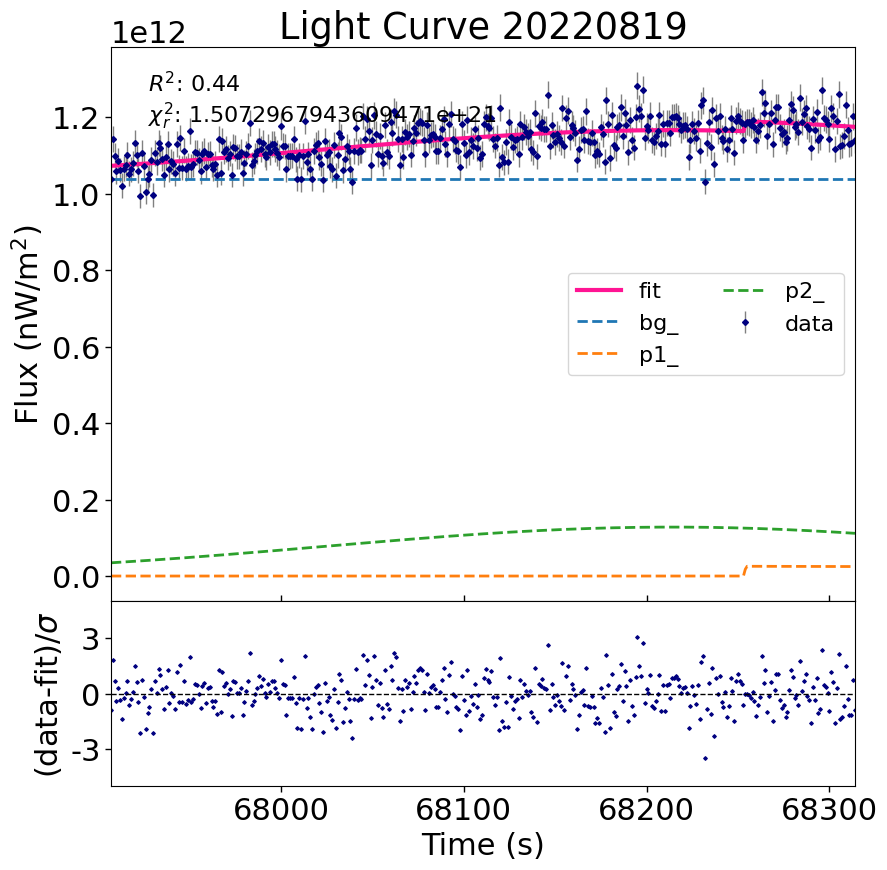 Light Curve 20220819
1e12
R²: 0.44
χ²ᵣ: 1.5072967943609471e+21
Flux (nW/m²)
1.2
1.0
0.8
0.6
0.4
0.2
0.0
fit
bg_
p1_
p2_
data
(data-fit)/σ
3
0
-3
68000 68100 68200 68300
Time (s)